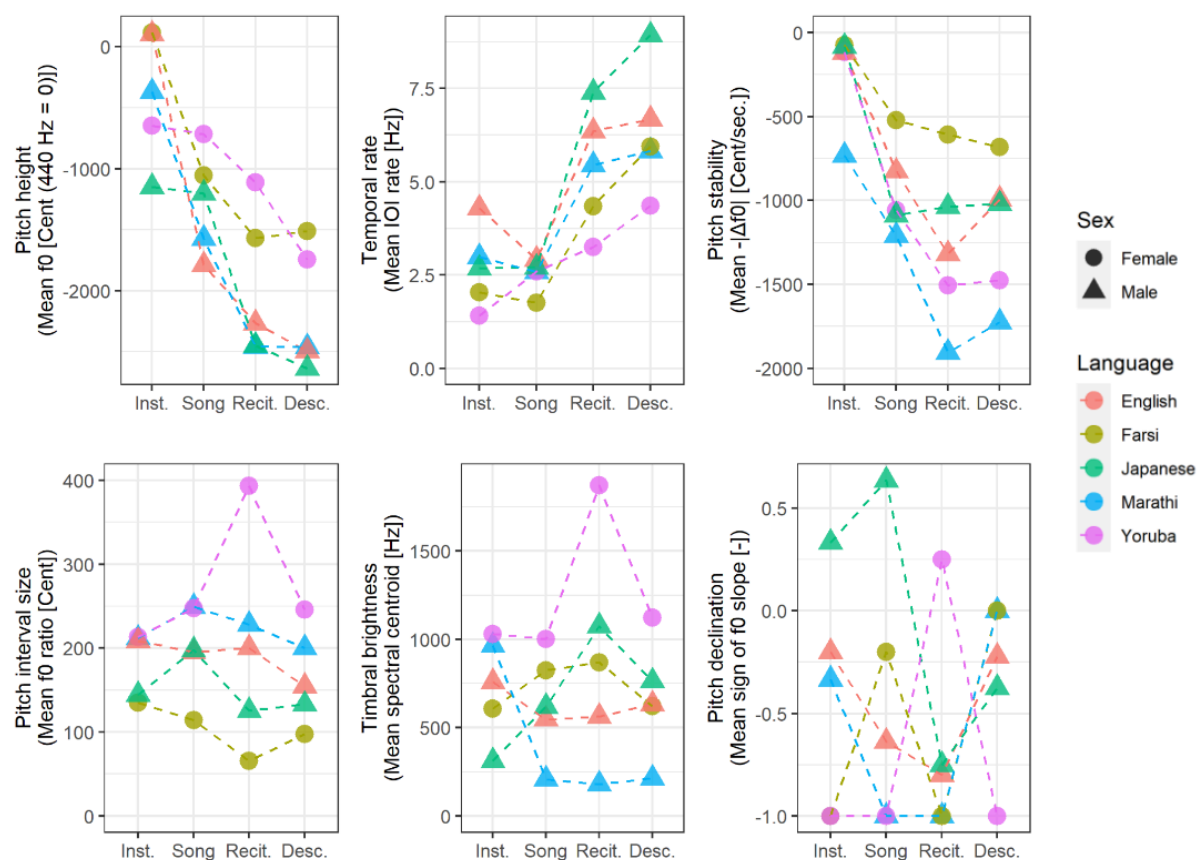 Pitch height
(Mean f0 [Cent (440 Hz = 0)])
0
-1000
-2000
Inst. Song Recit. Desc.
Temporal rate
(Mean IOI rate [Hz])
7.5
5.0
2.5
0.0
Inst. Song Recit. Desc.
Pitch stability
(Mean -|Δf0| [Cent/sec.])
0
-500
-1000
-1500
-2000
Inst. Song Recit. Desc.
Pitch interval size
(Mean f0 ratio [Cent])
400
300
200
100
0
Inst. Song Recit. Desc.
Timbral brightness
(Mean spectral centroid [Hz])
1500
1000
500
0
Inst. Song Recit. Desc.
Pitch declination
(Mean sign of f0 slope [-])
0.5
0.0
-0.5
-1.0
Inst. Song Recit. Desc.
Sex
Female
Male
Language
English
Farsi
Japanese
Marathi
Yoruba